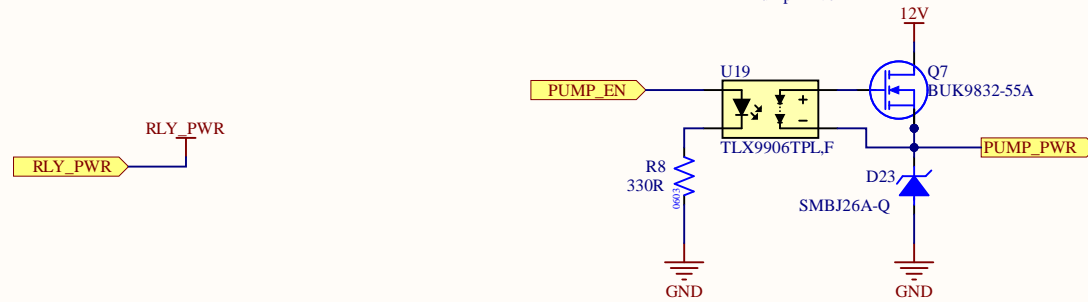 12V
U19
Q7
PUMP_EN
BUK9832-55A
RLY_PWR
+
−
TLX9906TPL,F
PUMP_PWR
RLY_PWR
R8
330R
0603
D23
SMBJ26A-Q
GND
GND